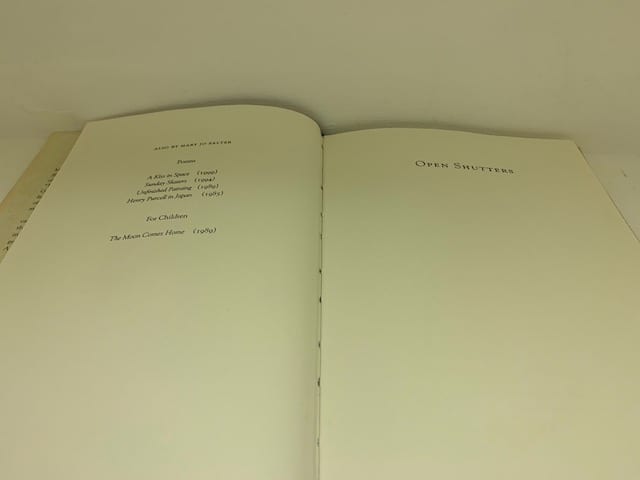 ALSO BY MARY JO SALTER
Poems
A Kiss in Space (1999)
Sunday Skaters (1994)
Unfinished Painting (1989)
Henry Purcell in Japan (1985)
For Children
The Moon Comes Home (1989)
OPEN SHUTTERS